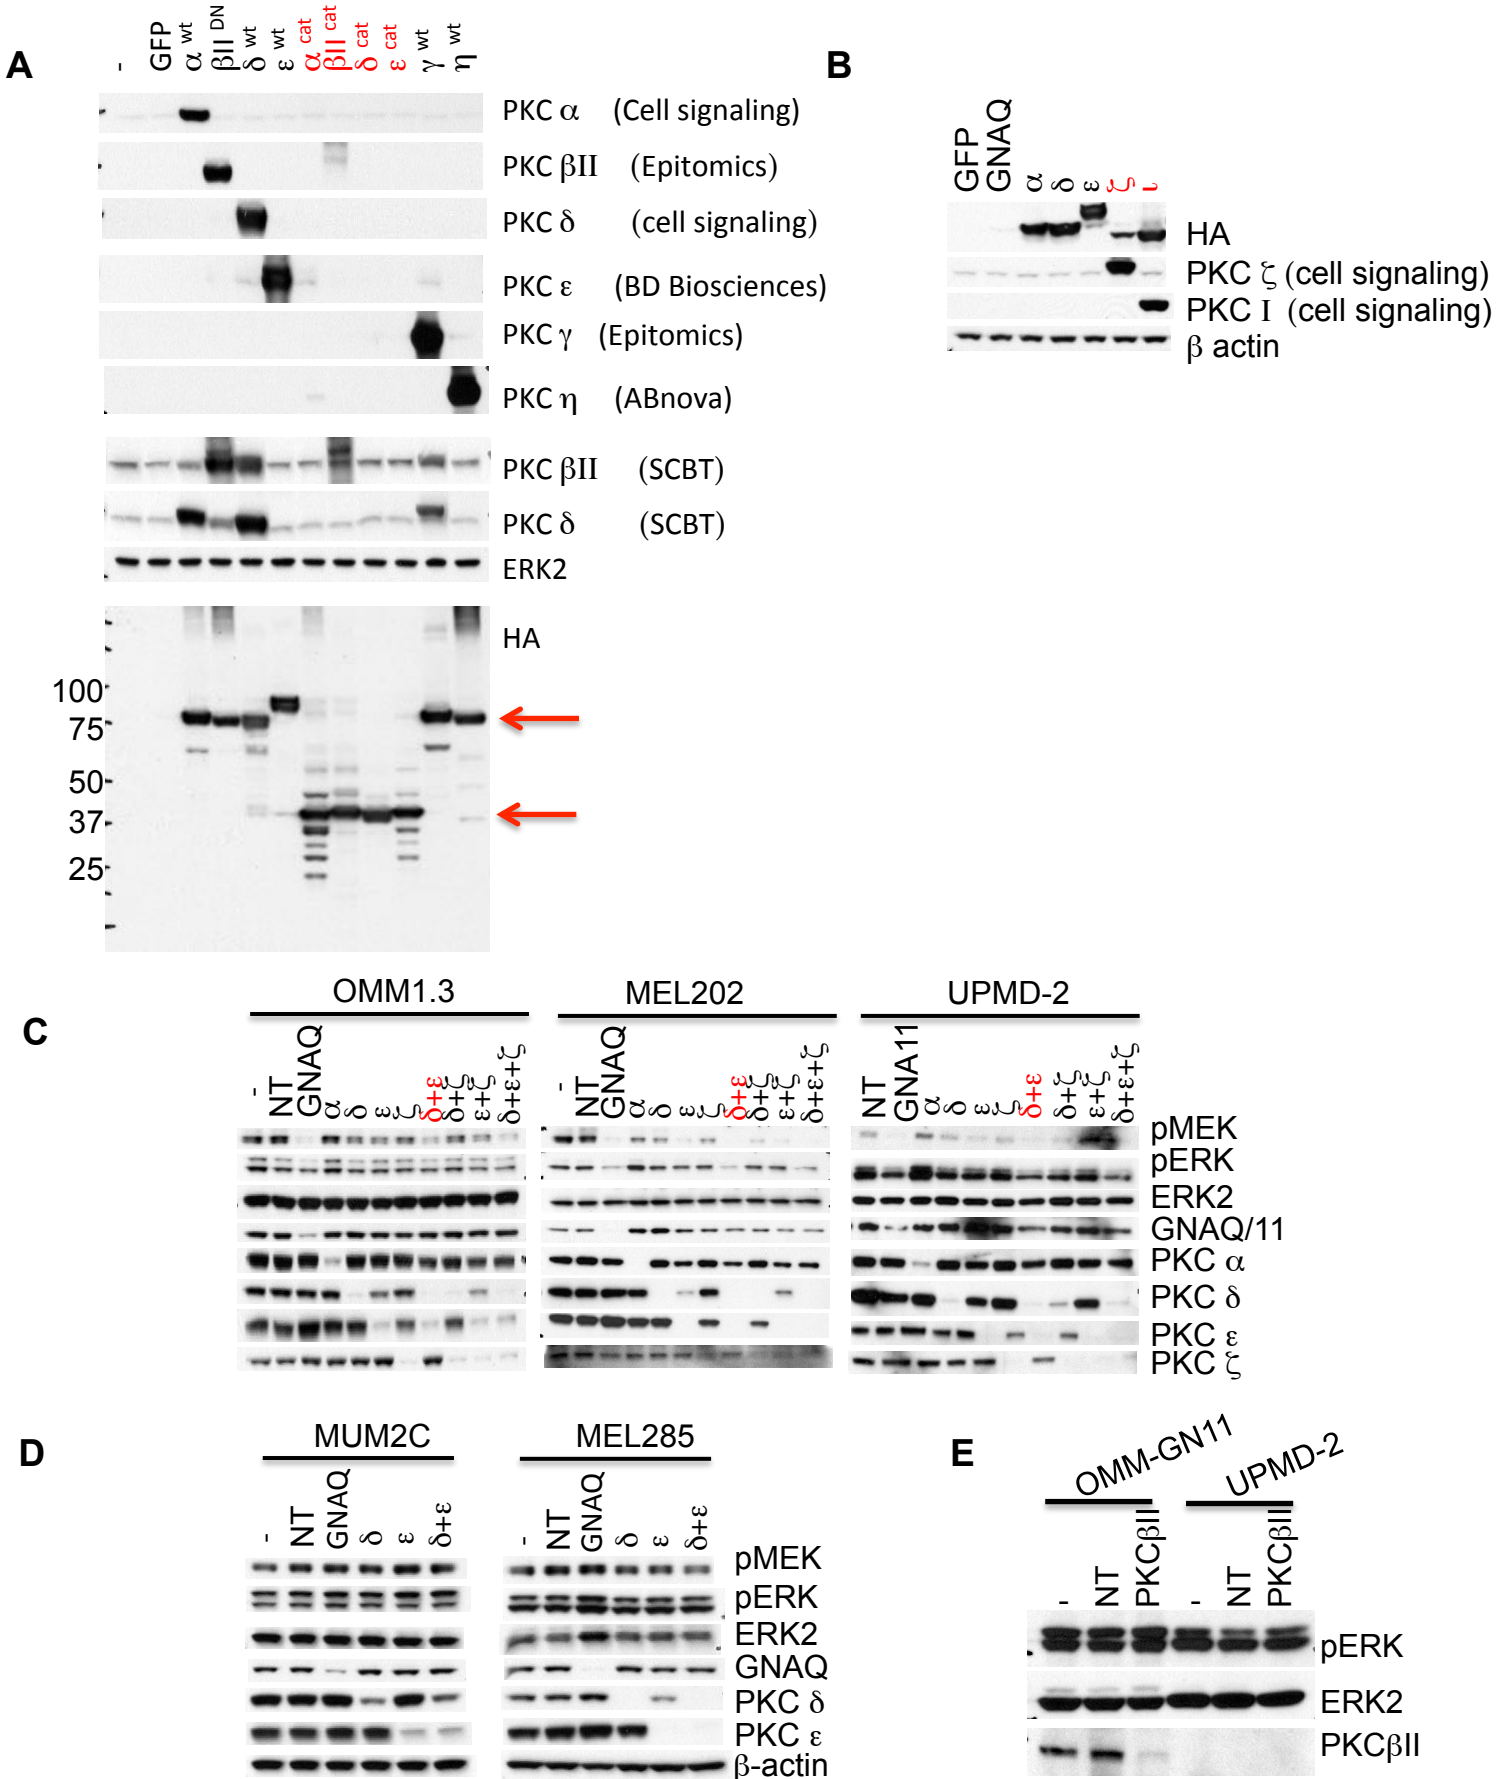 A
- GFP α wt βII DN δ wt ε wt α cat βII cat δ cat ε cat γ wt η wt
PKC α (Cell signaling)
PKC βII (Epitomics)
PKC δ (cell signaling)
PKC ε (BD Biosciences)
PKC γ (Epitomics)
PKC η (ABnova)
PKC βII (SCBT)
PKC δ (SCBT)
ERK2
HA
100
75
50
37
25
B
GFP GNAQ α δ ε ζ ι
HA
PKC ζ (cell signaling)
PKC I (cell signaling)
β actin
C
OMM1.3 MEL202 UPMD-2
- NT GNAQ α δ ε ζ δ+ε δ+ζ ε+ζ δ+ε+ζ
- NT GNAQ α δ ε ζ δ+ε δ+ζ ε+ζ δ+ε+ζ
NT GNA11 α δ ε ζ δ+ε δ+ζ ε+ζ δ+ε+ζ
pMEK
pERK
ERK2
GNAQ/11
PKC α
PKC δ
PKC ε
PKC ζ
D
MUM2C MEL285
- NT GNAQ δ ε δ+ε
- NT GNAQ δ ε δ+ε
pMEK
pERK
ERK2
GNAQ
PKC δ
PKC ε
β-actin
E
OMM-GN11 UPMD-2
- NT PKCβII - NT PKCβII
pERK
ERK2
PKCβII